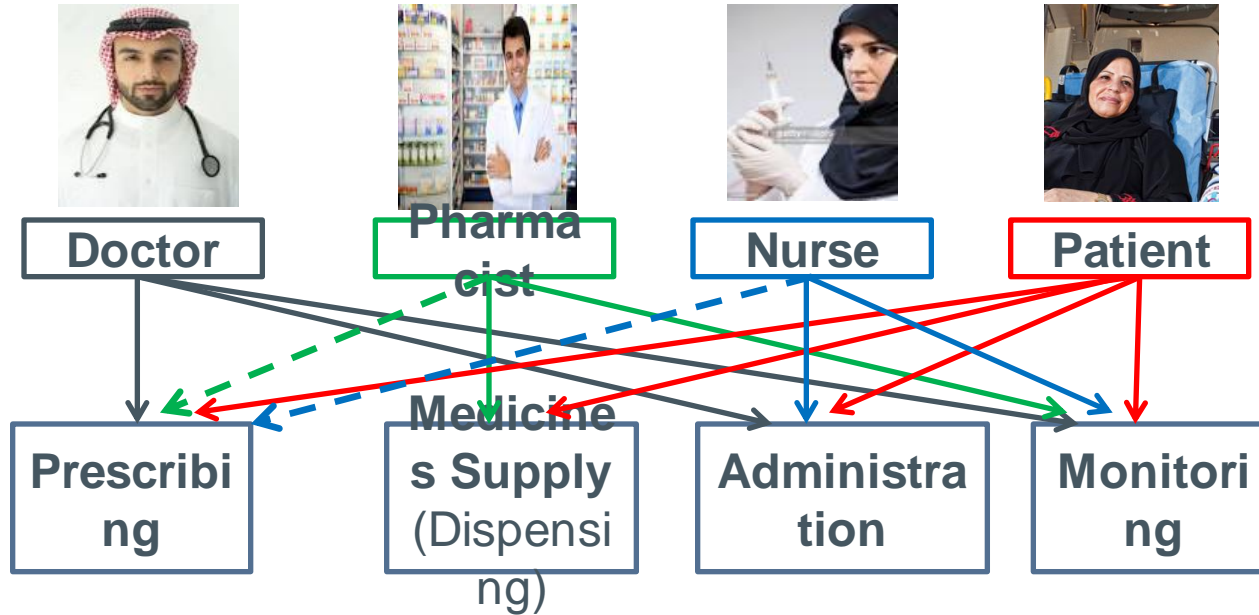 Doctor
Pharma
cist
Nurse
Patient
Prescribi
ng
Medicine
s Supply
(Dispensi
ng)
Administra
tion
Monitori
ng